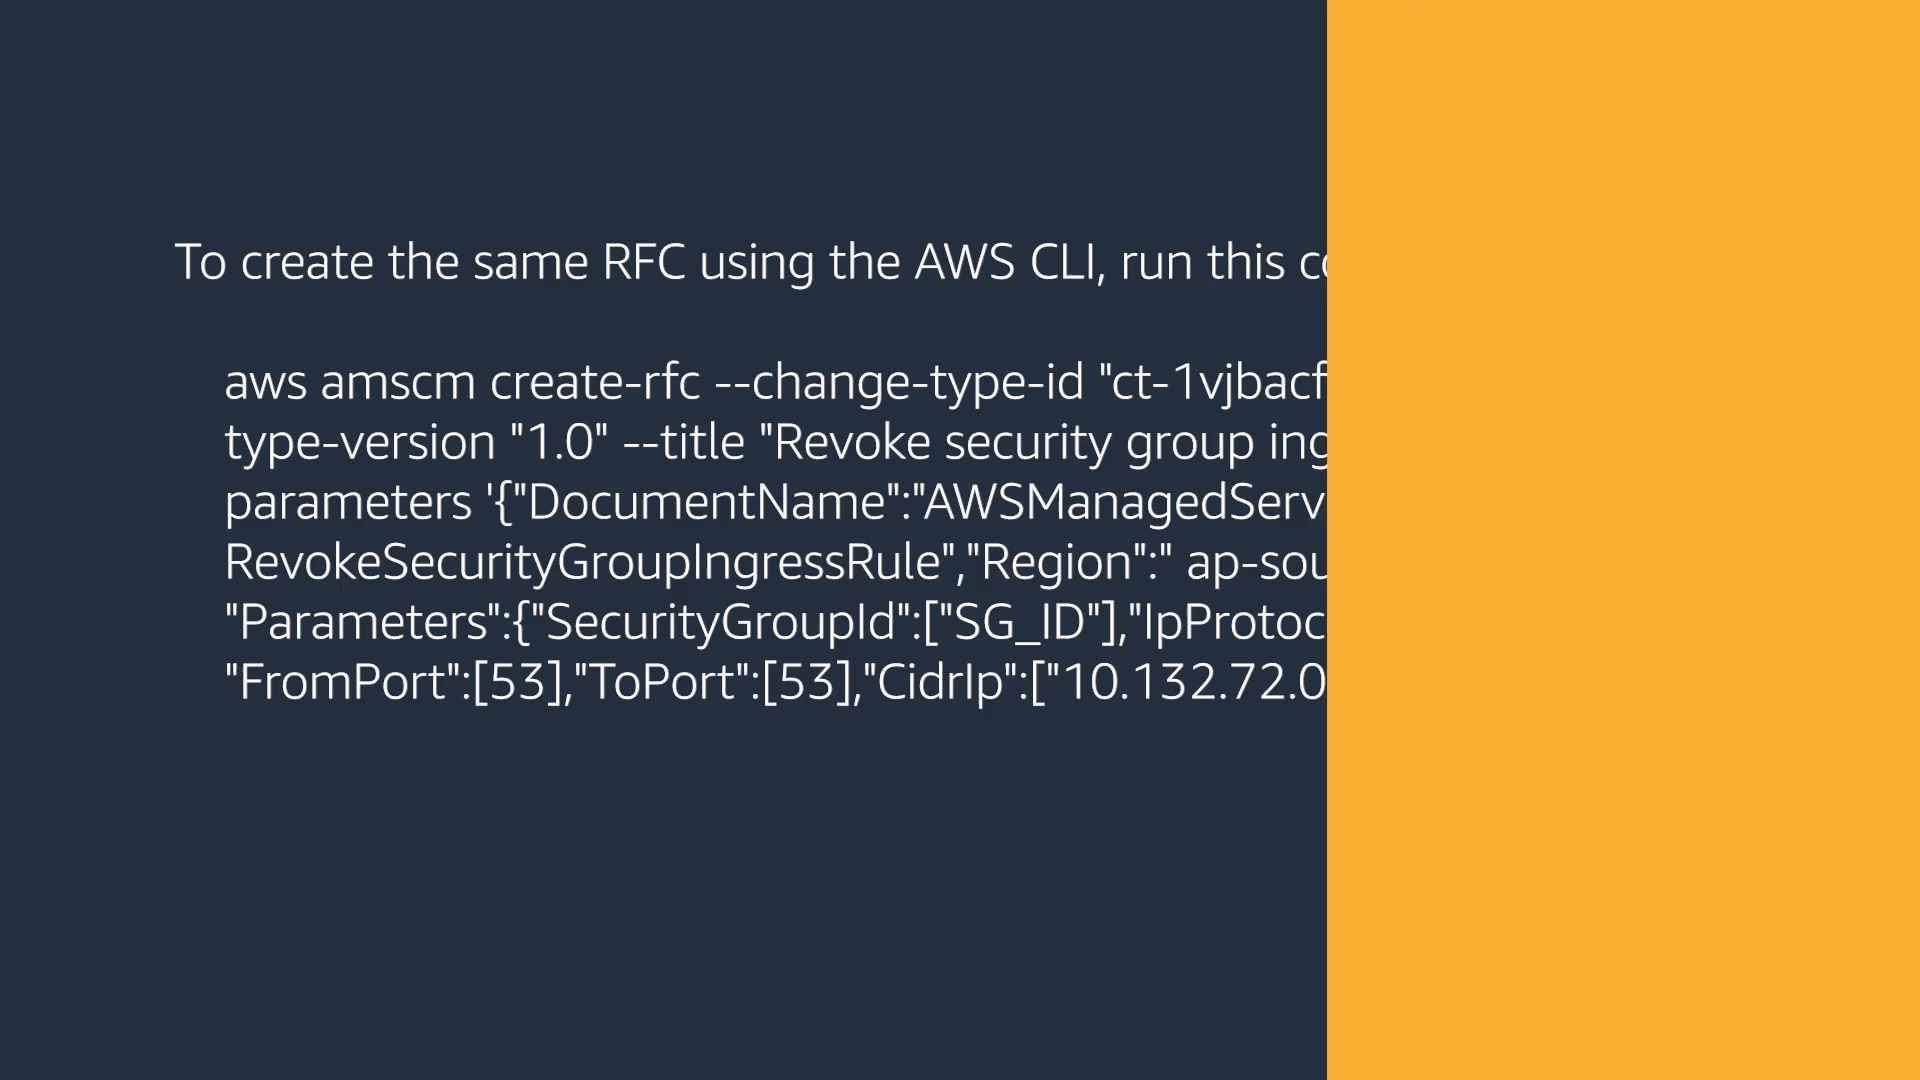 To create the same RFC using the AWS CLI, run this
aws amscm create-rfc --change-type-id "ct-1vjbacf
type-version "1.0" --title "Revoke security group ing
parameters '{"DocumentName":"AWSManagedServ
RevokeSecurityGroupIngressRule","Region":" ap-sou
"Parameters":{"SecurityGroupId":["SG_ID"],"IpProtoc
"FromPort":[53],"ToPort":[53],"CidrIp":["10.132.72.0